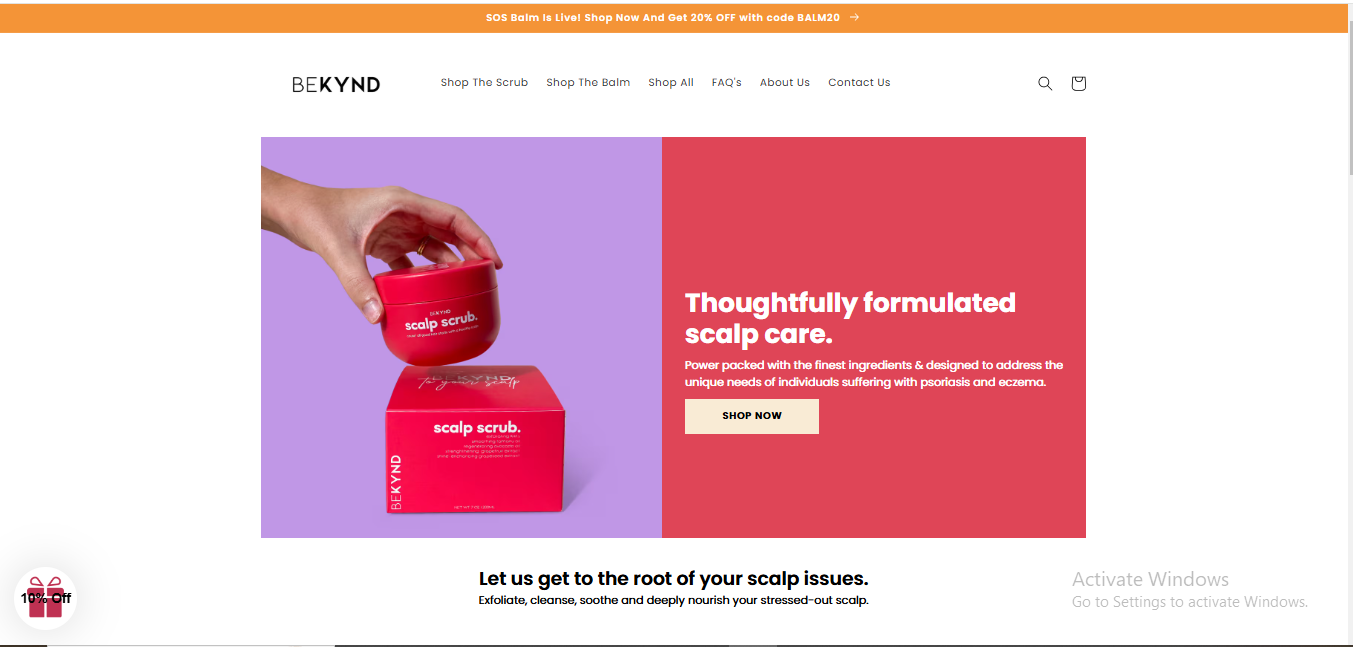 SOS Balm Is Live! Shop Now And Get 20% OFF with code BALM20 →
BEKYND
Shop The Scrub
Shop The Balm
Shop All
FAQ's
About Us
Contact Us
BEKYND
scalp scrub.
BEKYND
to your scalp
scalp scrub.
BEKYND
Thoughtfully formulated
scalp care.
Power packed with the finest ingredients & designed to address the
unique needs of individuals suffering with psoriasis and eczema.
SHOP NOW
Let us get to the root of your scalp issues.
Exfoliate, cleanse, soothe and deeply nourish your stressed-out scalp.
10% Off
Activate Windows
Go to Settings to activate Windows.